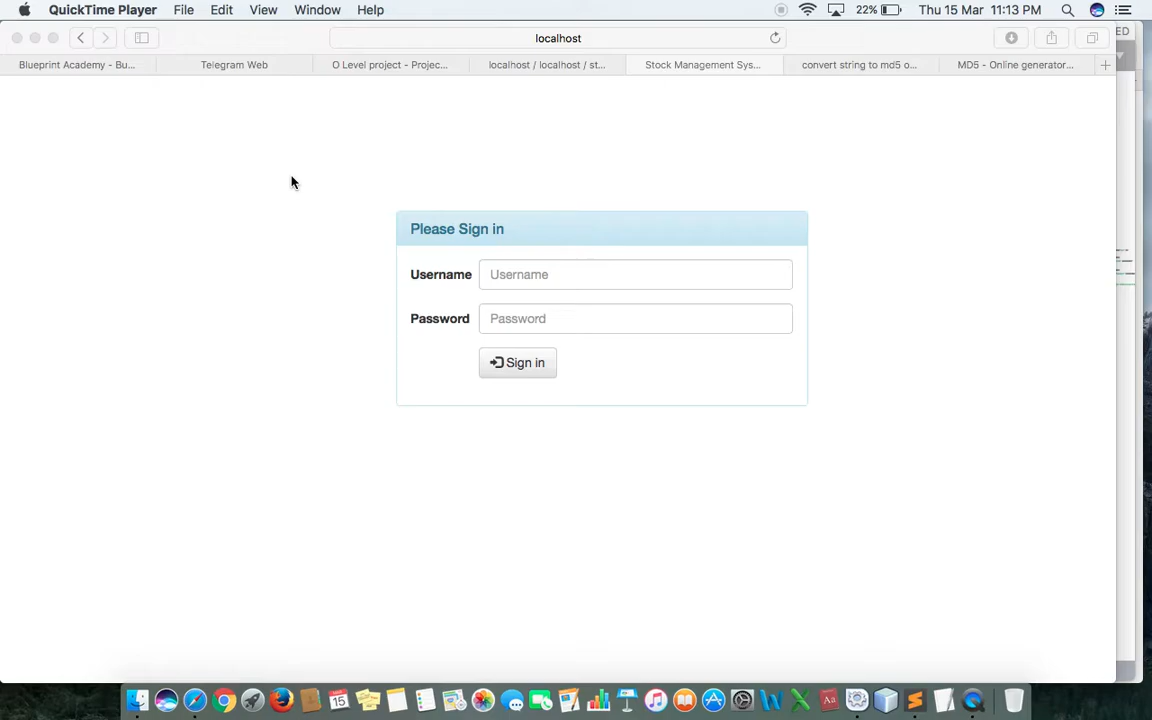 QuickTime Player File Edit View Window Help 22% Thu 15 Mar 11:13 PM
localhost
Blueprint Academy - Bu... Telegram Web O Level project - Projec... localhost / localhost / st... Stock Management Sys... convert string to md5 o... MD5 - Online generator...
ED
Please Sign in
Username Username
Password Password
Sign in
15